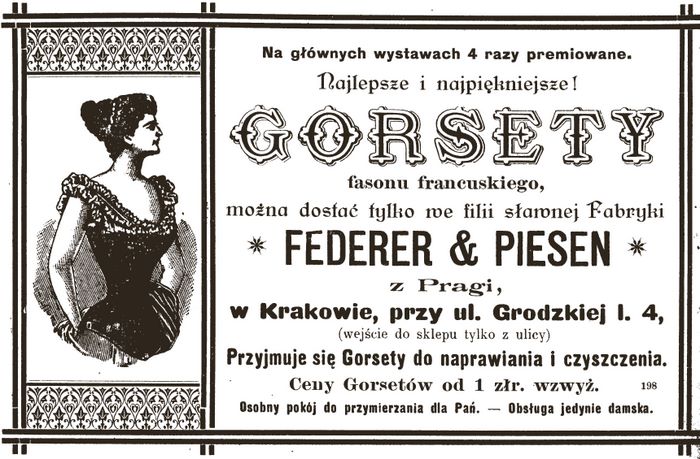 Na głównych wystawach 4 razy premiowane.
Najlepsze i najpiękniejsze!
GORSETY
fasonu francuskiego,
można dostać tylko we filii sławnej Fabryki
* FEDERER & PIESEN *
z Pragi,
w Krakowie, przy ul. Grodzkiej l. 4,
(wejście do sklepu tylko z ulicy)
Przyjmuje się Gorsety do naprawiania i czyszczenia.
Ceny Gorsetów od 1 złr. wzwyż. 198
Osobny pokój do przymierzania dla Pań. — Obsługa jedynie damska.